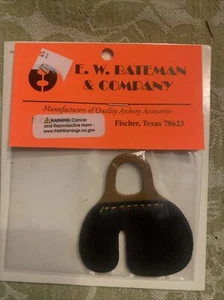 E. W. BATEMAN
& COMPANY
Manufacturers of Quality Archery Accessories
Fischer, Texas 78623
WARNING: Cancer
and Reproductive Harm -
www.P65Warnings.ca.gov